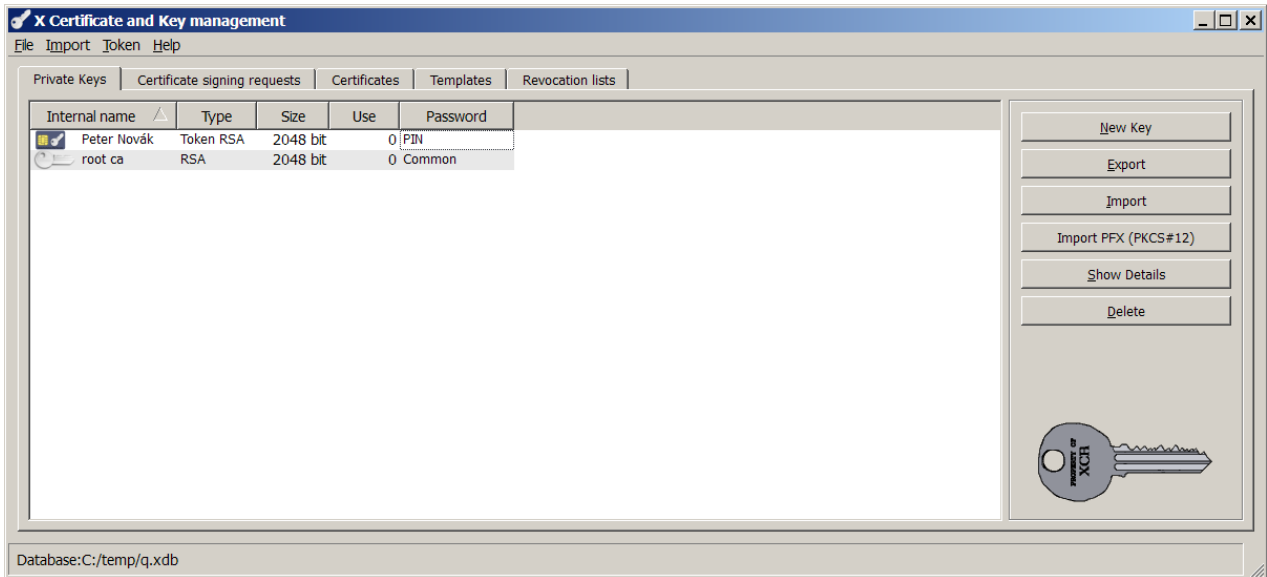 X Certificate and Key management
File Import Token Help
Private Keys Certificate signing requests Certificates Templates Revocation lists
Internal name Type Size Use Password
Peter Novák Token RSA 2048 bit 0 PIN
root ca RSA 2048 bit 0 Common
New Key
Export
Import
Import PFX (PKCS#12)
Show Details
Delete
PROPERTY OF
XCA
Database:C:/temp/q.xdb